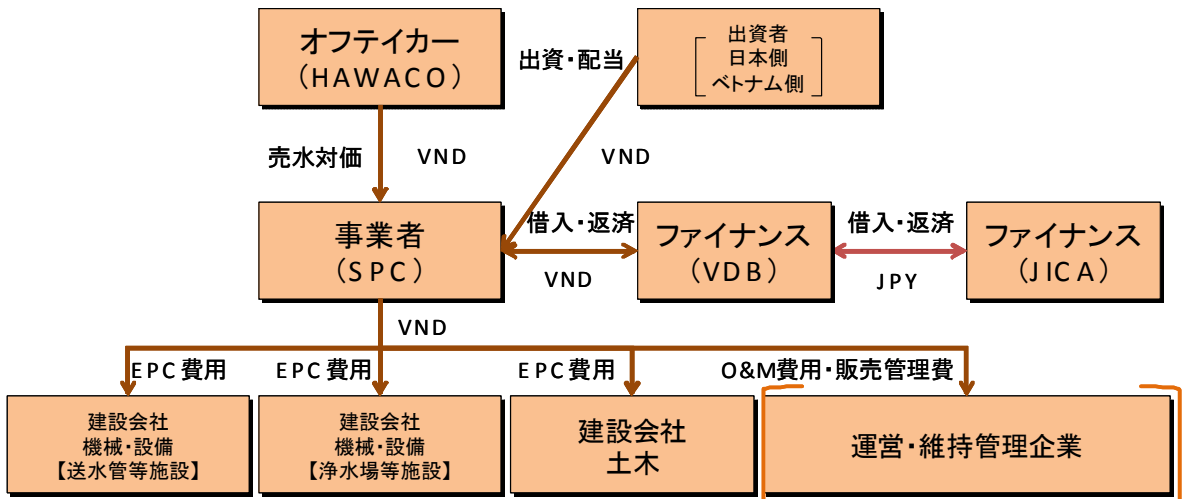 オフテイカー
（HAWACO）
出資・配当
出資者
日本側
ベトナム側
売水対価
VND
VND
事業者
（SPC）
借入・返済
VND
ファイナンス
（VDB）
借入・返済
JPY
ファイナンス
（JICA）
VND
EPC費用
EPC費用
EPC費用
O&M費用・販売管理費
建設会社
機械・設備
【送水管等施設】
建設会社
機械・設備
【浄水場等施設】
建設会社
土木
運営・維持管理企業